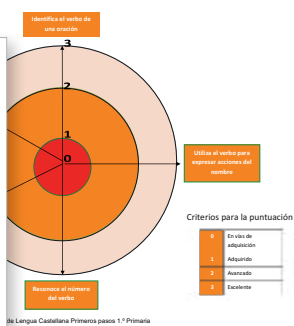 Identifica el verbo de
una oración
3
2
1
0
Utiliza el verbo para
expresar acciones del
nombre
Criterios para la puntuación
0 En vías de
adquisición
1 Adquirido
2 Avanzado
3 Excelente
Reconoce el número
del verbo
de Lengua Castellana Primeros pasos 1.º Primaria